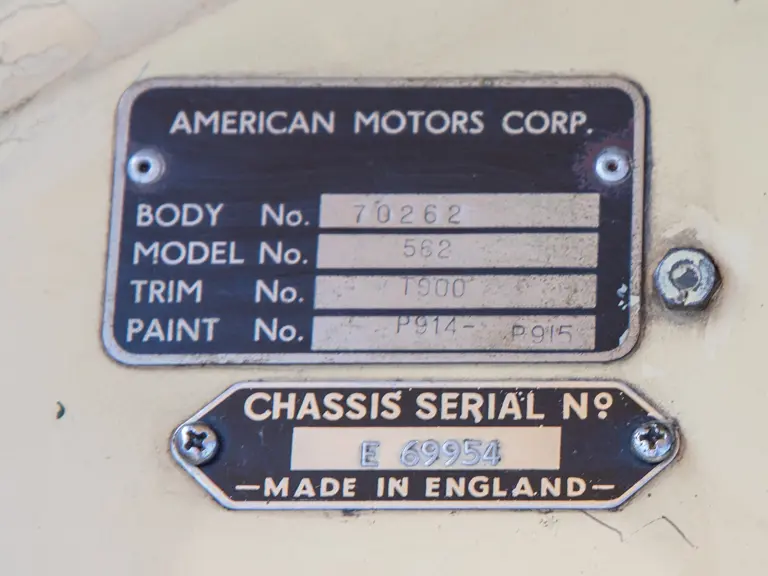 AMERICAN MOTORS CORP.
BODY No. 70262
MODEL No. 562
TRIM No. T900
PAINT No. P914- P915
CHASSIS SERIAL Nº
E 69954
—MADE IN ENGLAND—